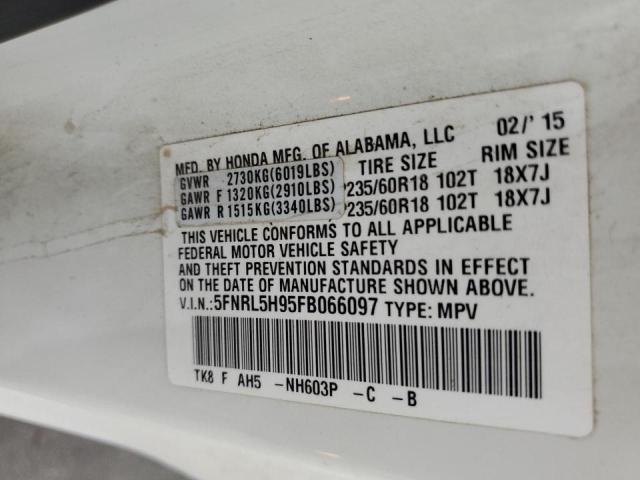 MFD. BY HONDA MFG. OF ALABAMA, LLC 02/' 15
TIRE SIZE RIM SIZE
GVWR 2730KG(6019LBS)
GAWR F 1320KG(2910LBS) P235/60R18 102T 18X7J
GAWR R 1515KG(3340LBS) P235/60R18 102T 18X7J
THIS VEHICLE CONFORMS TO ALL APPLICABLE
FEDERAL MOTOR VEHICLE SAFETY
AND THEFT PREVENTION STANDARDS IN EFFECT
ON THE DATE OF MANUFACTURE SHOWN ABOVE.
V.I.N.: 5FNRL5H95FB066097 TYPE: MPV
TK8 F AH5 -NH603P -C -B